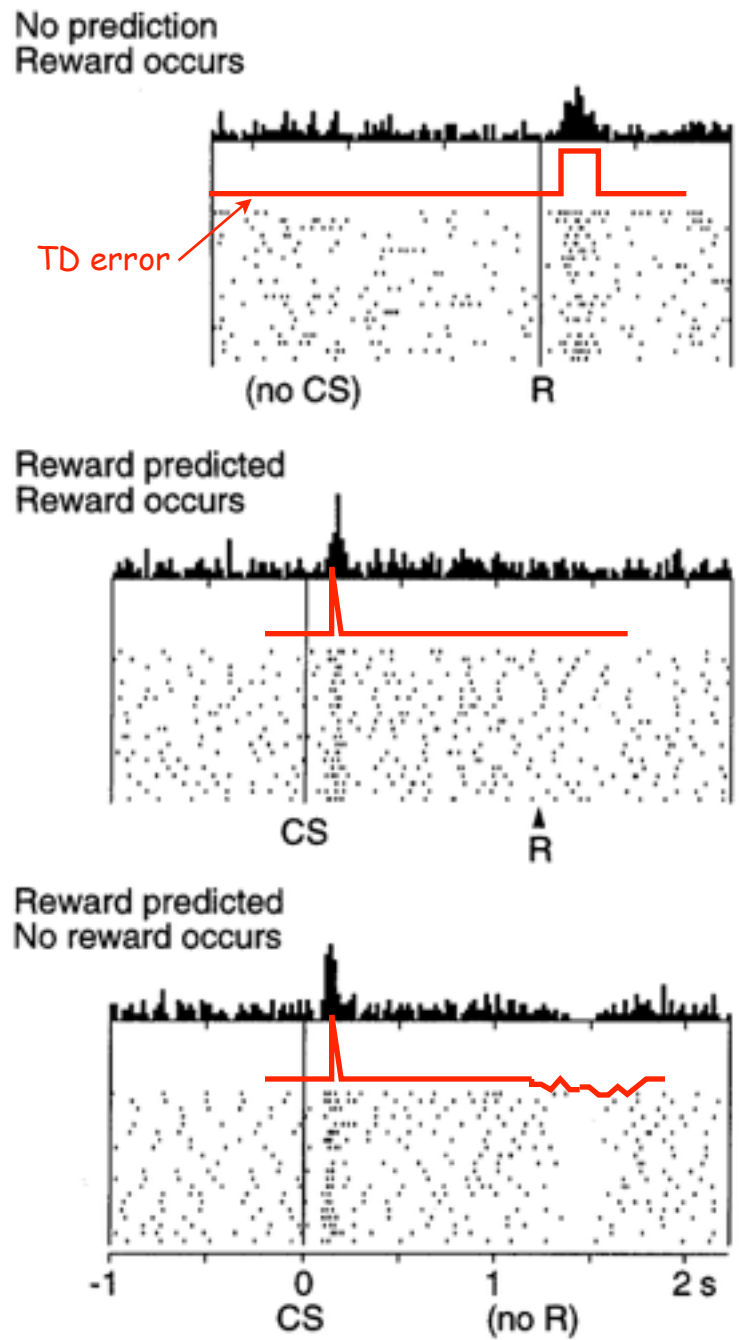 No prediction
Reward occurs
TD error
(no CS)
R
Reward predicted
Reward occurs
CS
R
Reward predicted
No reward occurs
-1
0
1
2 s
CS
(no R)